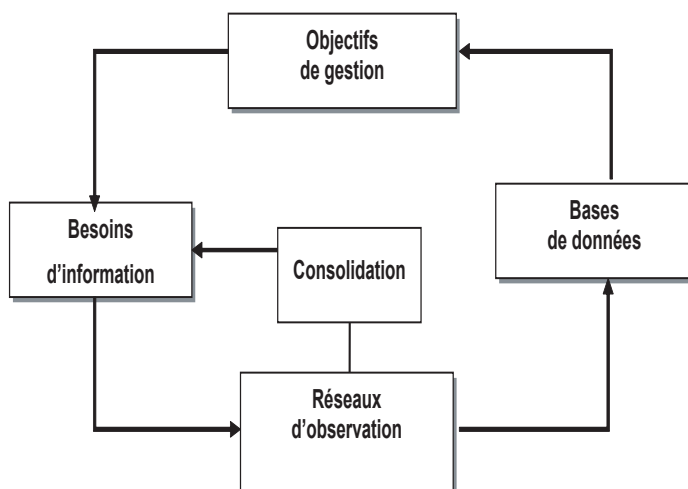 Objectifs
de gestion
Besoins
d'information
Bases
de données
Consolidation
Réseaux
d'observation